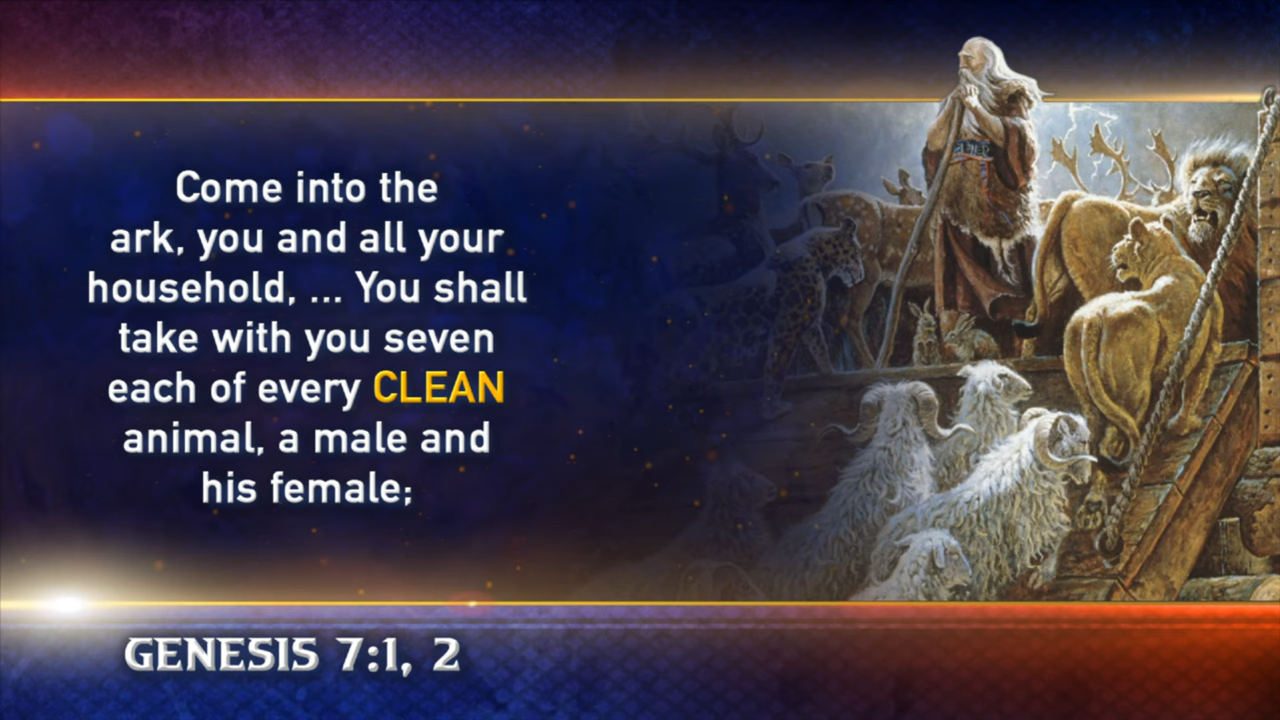 Come into the
ark, you and all your
household, ... You shall
take with you seven
each of every CLEAN
animal, a male and
his female;
GENESIS 7:1, 2